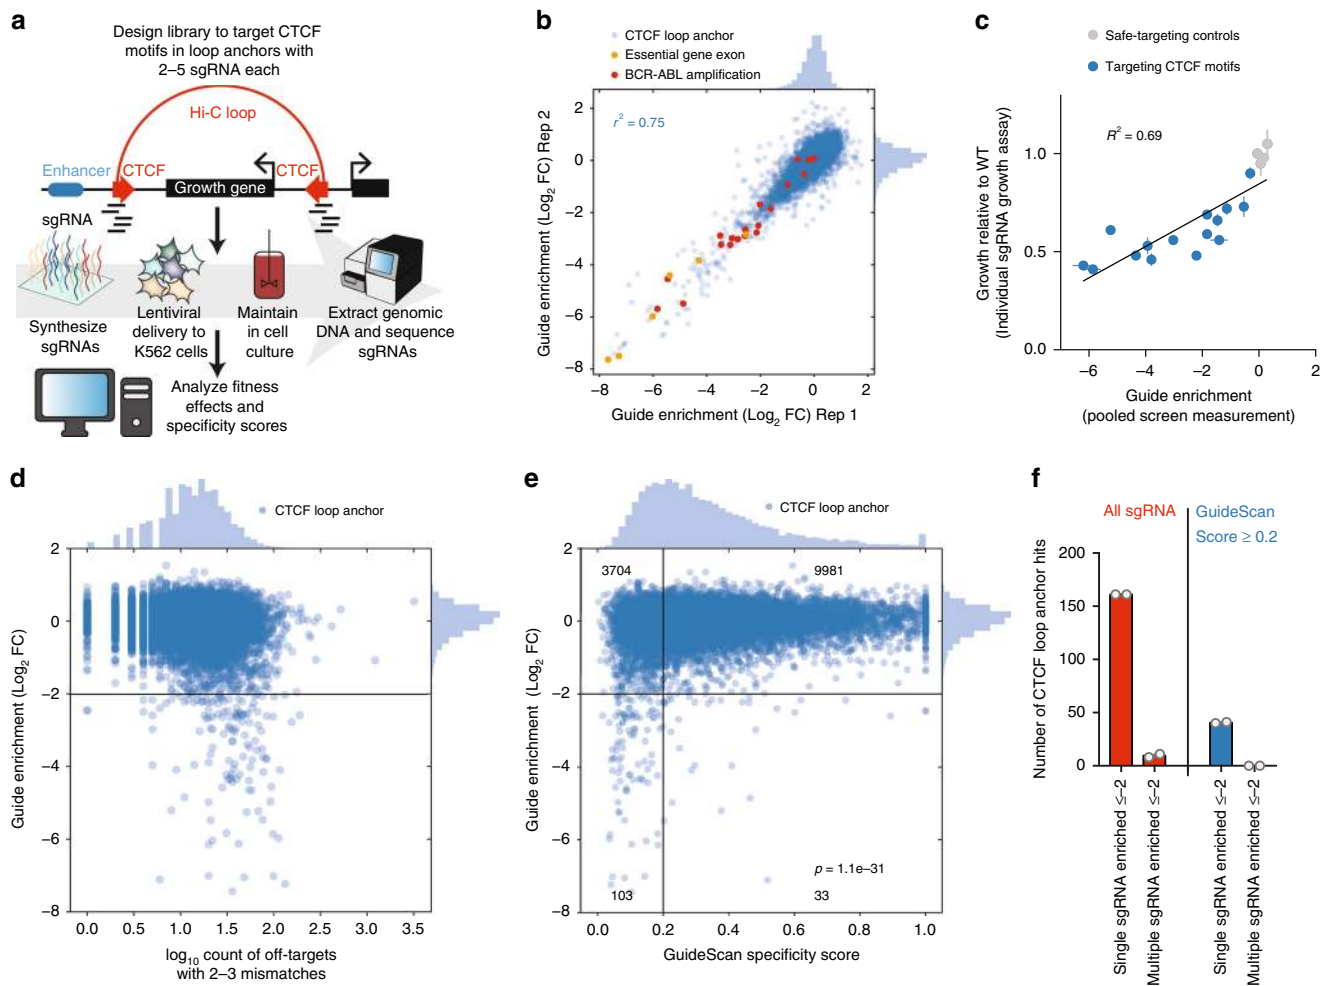 a
Design library to target CTCF
motifs in loop anchors with
2–5 sgRNA each
Hi-C loop
Enhancer
CTCF
CTCF
Growth gene
sgRNA
Synthesize
sgRNAs
Lentiviral
delivery to
K562 cells
Maintain
in cell
culture
Extract genomic
DNA and sequence
sgRNAs
Analyze fitness
effects and
specificity scores
b
CTCF loop anchor
Essential gene exon
BCR-ABL amplification
r² = 0.75
Guide enrichment (Log₂ FC) Rep 2
2
0
−2
−4
−6
−8
−8
−6
−4
−2
0
2
Guide enrichment (Log₂ FC) Rep 1
c
Safe-targeting controls
Targeting CTCF motifs
R² = 0.69
Growth relative to WT
(Individual sgRNA growth assay)
1.0
0.5
0.0
−6
−4
−2
0
2
Guide enrichment
(pooled screen measurement)
d
CTCF loop anchor
Guide enrichment (Log₂ FC)
2
0
−2
−4
−6
−8
0.0
0.5
1.0
1.5
2.0
2.5
3.0
3.5
log₁₀ count of off-targets
with 2–3 mismatches
e
CTCF loop anchor
3704
9981
Guide enrichment (Log₂ FC)
2
0
−2
−4
−6
−8
p = 1.1e−31
103
33
0.0
0.2
0.4
0.6
0.8
1.0
GuideScan specificity score
f
All sgRNA
GuideScan
Score ≥ 0.2
Number of CTCF loop anchor hits
200
150
100
50
0
Single sgRNA enriched ≤−2
Multiple sgRNA enriched ≤−2
Single sgRNA enriched ≤−2
Multiple sgRNA enriched ≤−2